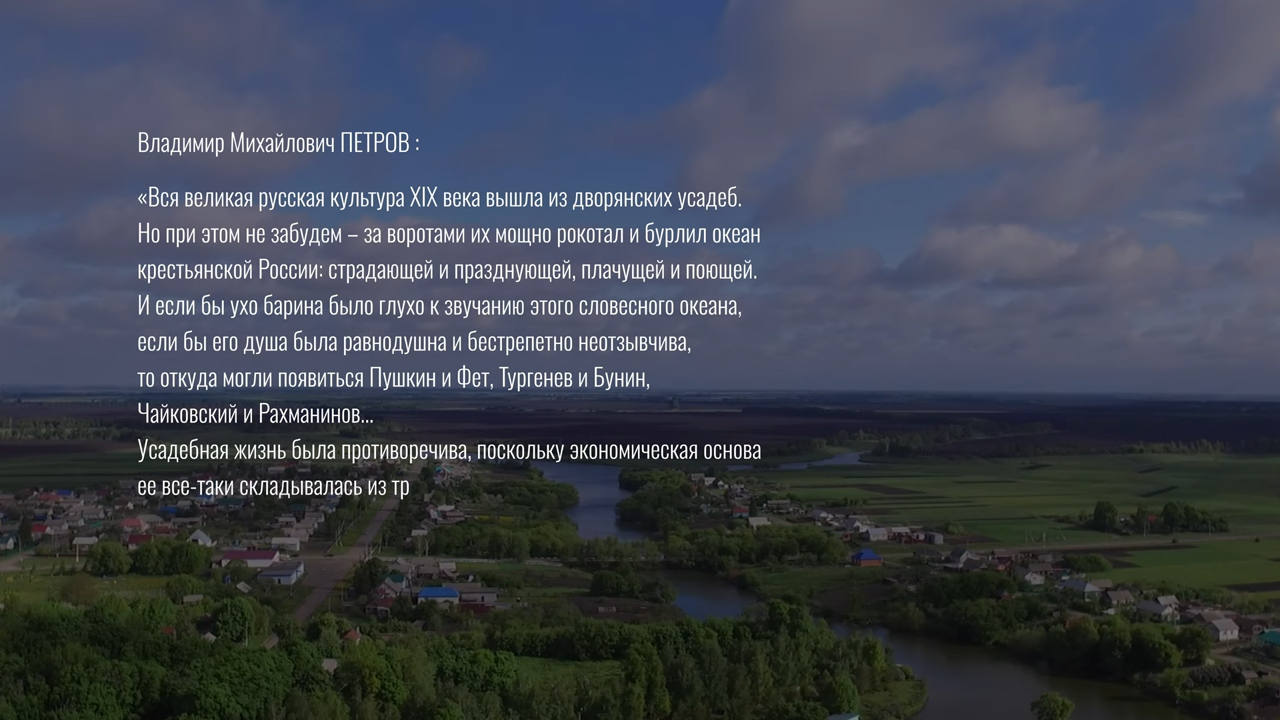 Владимир Михайлович ПЕТРОВ :
«Вся великая русская культура XIX века вышла из дворянских усадеб.
Но при этом не забудем – за воротами их мощно рокотал и бурлил океан
крестьянской России: страдающей и празднующей, плачущей и поющей.
И если бы ухо барина было глухо к звучанию этого словесного океана,
если бы его душа была равнодушна и бестрепетно неотзывчива,
то откуда могли появиться Пушкин и Фет, Тургенев и Бунин,
Чайковский и Рахманинов...
Усадебная жизнь была противоречива, поскольку экономическая основа
ее все-таки складывалась из тр